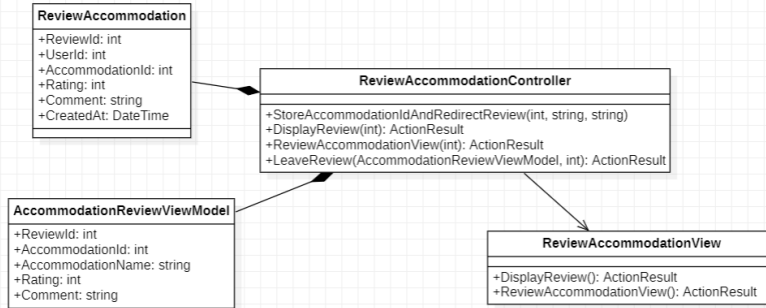 ReviewAccommodation
+ReviewId: int
+UserId: int
+AccommodationId: int
+Rating: int
+Comment: string
+CreatedAt: DateTime
ReviewAccommodationController
+StoreAccommodationIdAndRedirectReview(int, string, string)
+DisplayReview(int): ActionResult
+ReviewAccommodationView(int): ActionResult
+LeaveReview(AccommodationReviewViewModel, int): ActionResult
AccommodationReviewViewModel
+ReviewId: int
+AccommodationId: int
+AccommodationName: string
+Rating: int
+Comment: string
ReviewAccommodationView
+DisplayReview(): ActionResult
+ReviewAccommodationView(): ActionResult